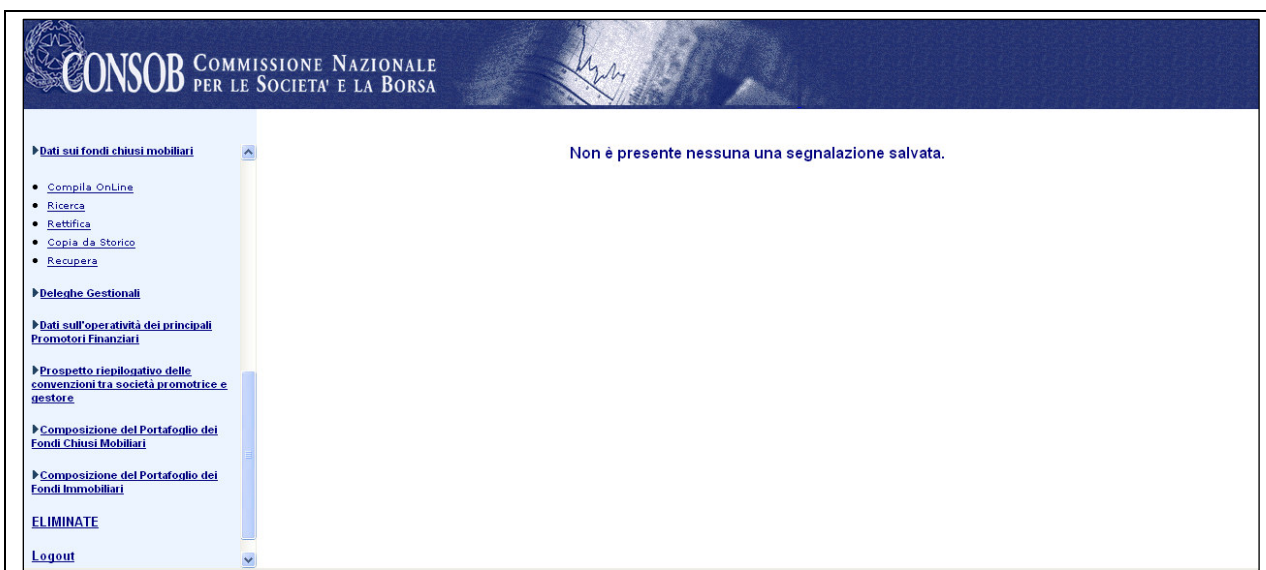 CONSOB COMMISSIONE NAZIONALE
PER LE SOCIETA' E LA BORSA
Dati sui fondi chiusi mobiliari
Compila OnLine
Ricerca
Rettifica
Copia da Storico
Recupera
Deleghe Gestionali
Dati sull'operatività dei principali
Promotori Finanziari
Prospetto riepilogativo delle
convenzioni tra società promotrice e
gestore
Composizione del Portafoglio dei
Fondi Chiusi Mobiliari
Composizione del Portafoglio dei
Fondi Immobiliari
ELIMINATE
Logout
Non è presente nessuna una segnalazione salvata.